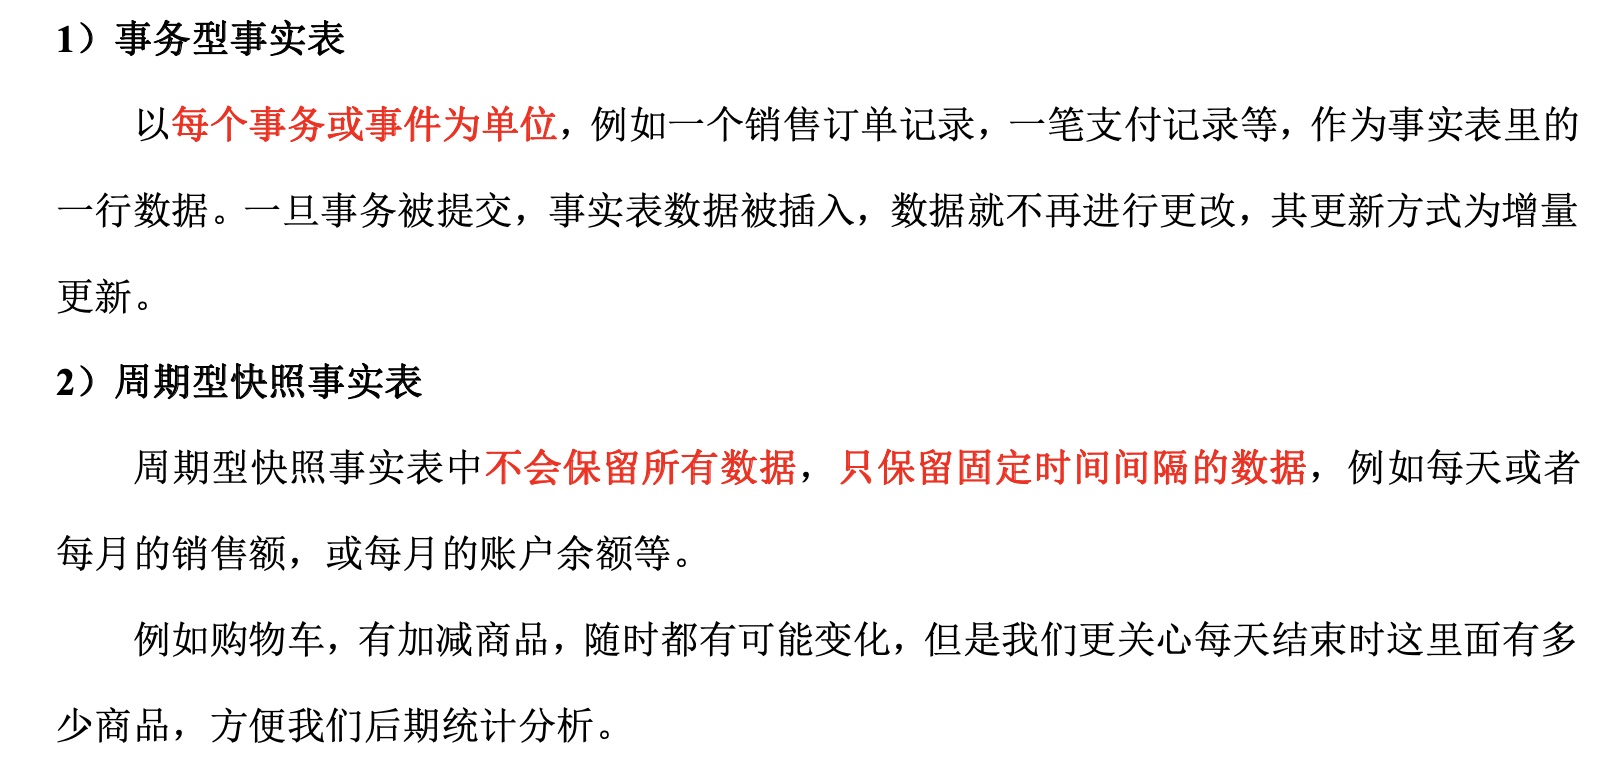 1）事务型事实表
以每个事务或事件为单位，例如一个销售订单记录，一笔支付记录等，作为事实表里的
一行数据。一旦事务被提交，事实表数据被插入，数据就不再进行更改，其更新方式为增量
更新。
2）周期型快照事实表
周期型快照事实表中不会保留所有数据，只保留固定时间间隔的数据，例如每天或者
每月的销售额，或每月的账户余额等。
例如购物车，有加减商品，随时都有可能变化，但是我们更关心每天结束时这里面有多
少商品，方便我们后期统计分析。